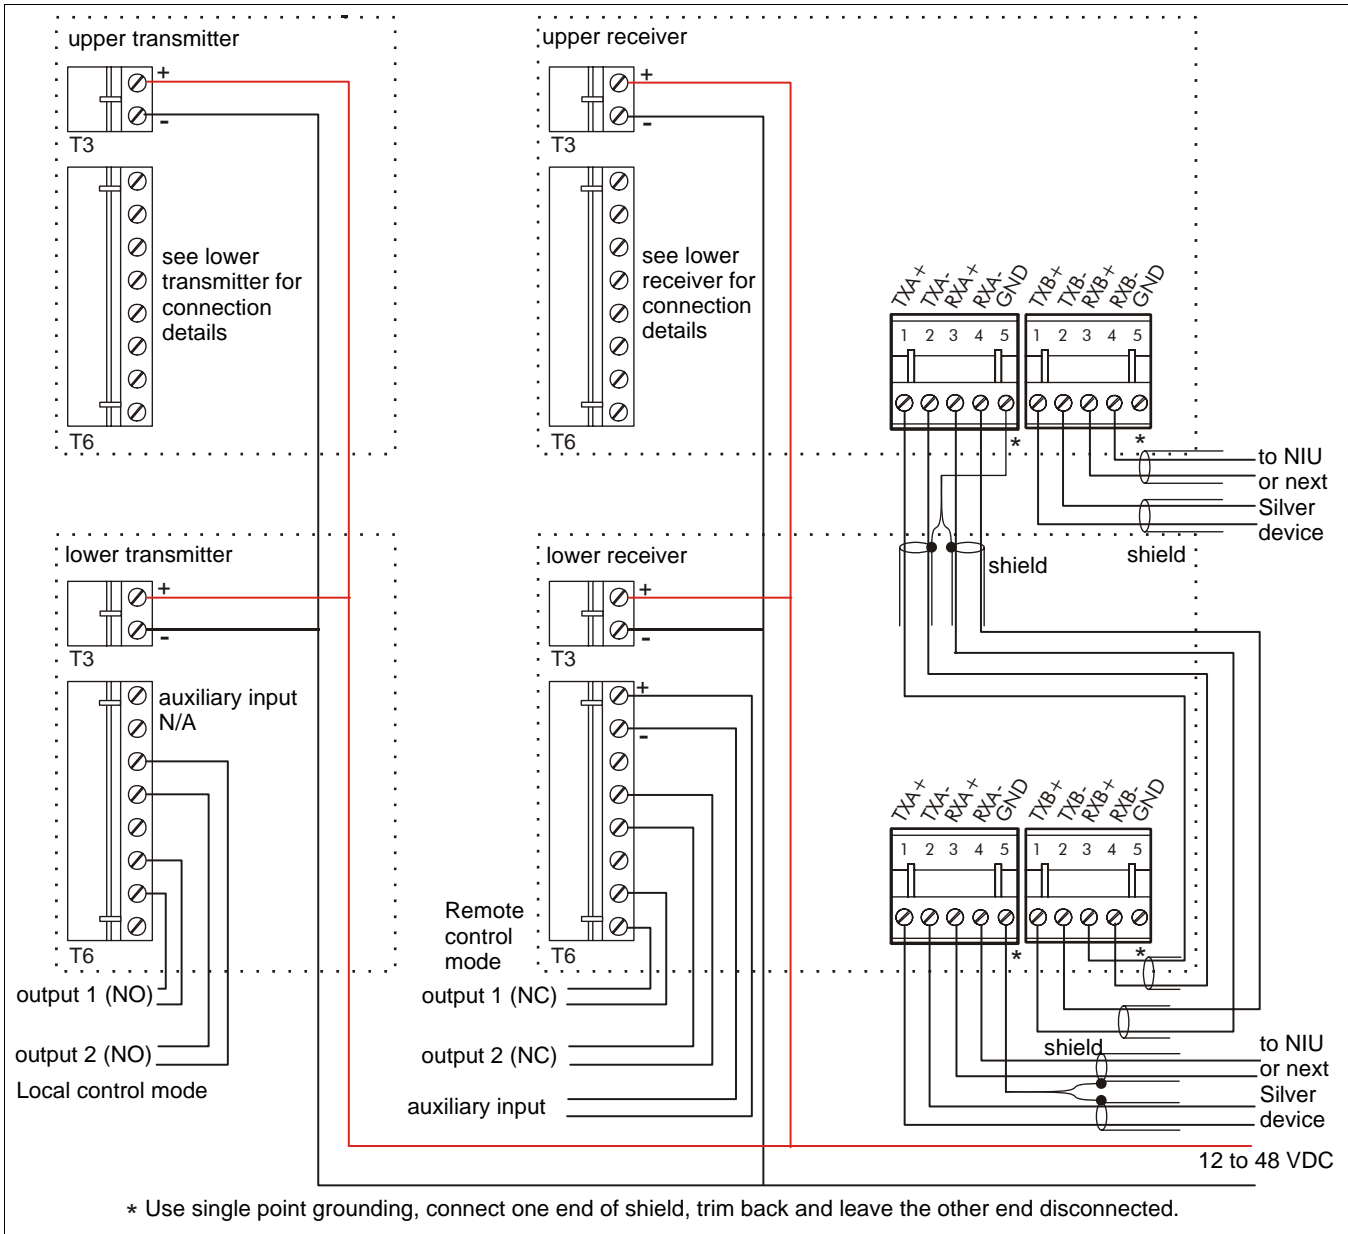 upper transmitter
+
-
T3
see lower
transmitter for
connection
details
T6
upper receiver
+
-
T3
see lower
receiver for
connection
details
T6
TXA+ TXA- RXA+ RXA- GND TXB+ TXB- RXB+ RXB- GND
1 2 3 4 5 1 2 3 4 5
* *
to NIU
or next
Silver
device
shield shield
lower transmitter
+
-
T3
auxiliary input
N/A
T6
output 1 (NO)
output 2 (NO)
Local control mode
lower receiver
+
-
T3
+
-
T6
Remote
control
mode
output 1 (NC)
output 2 (NC)
auxiliary input
TXA+ TXA- RXA+ RXA- GND TXB+ TXB- RXB+ RXB- GND
1 2 3 4 5 1 2 3 4 5
* *
shield
to NIU
or next
Silver
device
12 to 48 VDC
* Use single point grounding, connect one end of shield, trim back and leave the other end disconnected.